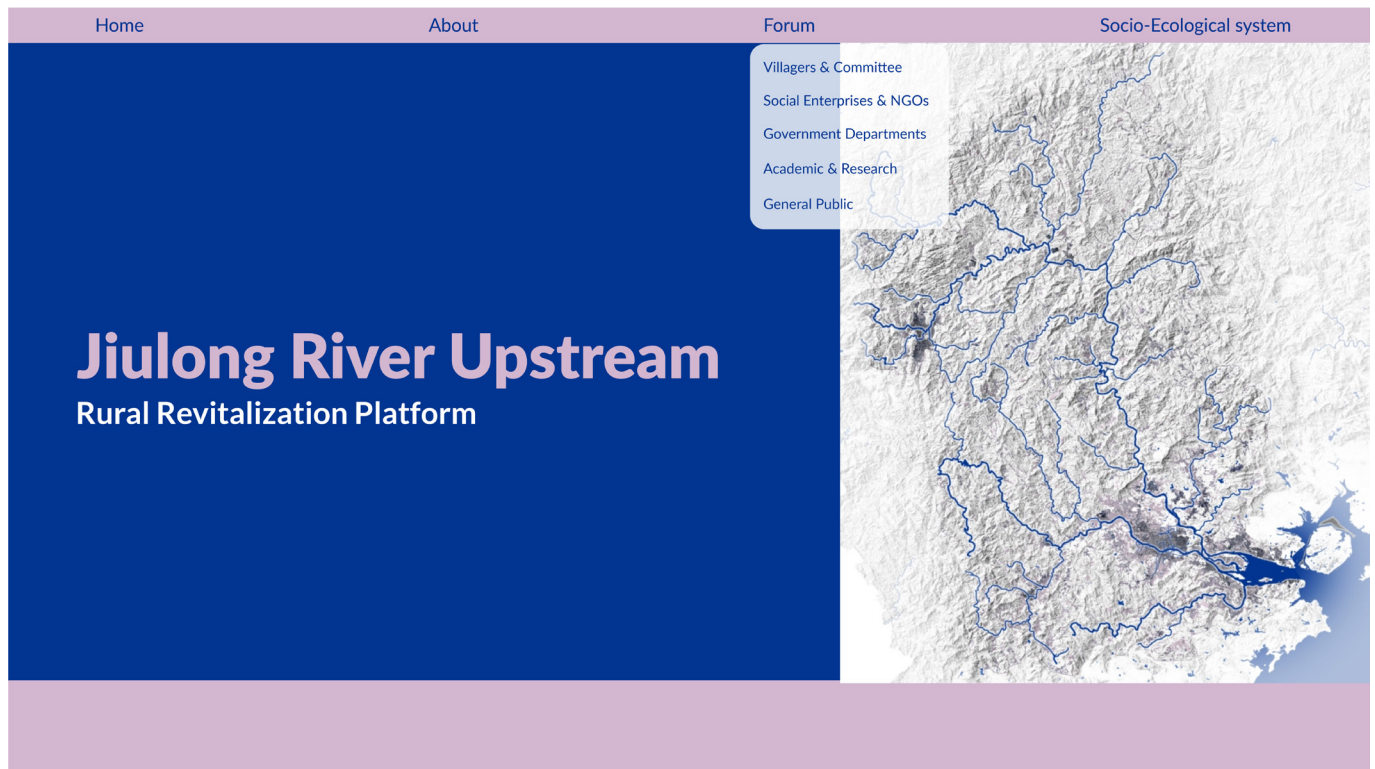 Home
About
Forum
Socio-Ecological system
Villagers & Committee
Social Enterprises & NGOs
Government Departments
Academic & Research
General Public
Jiulong River Upstream
Rural Revitalization Platform